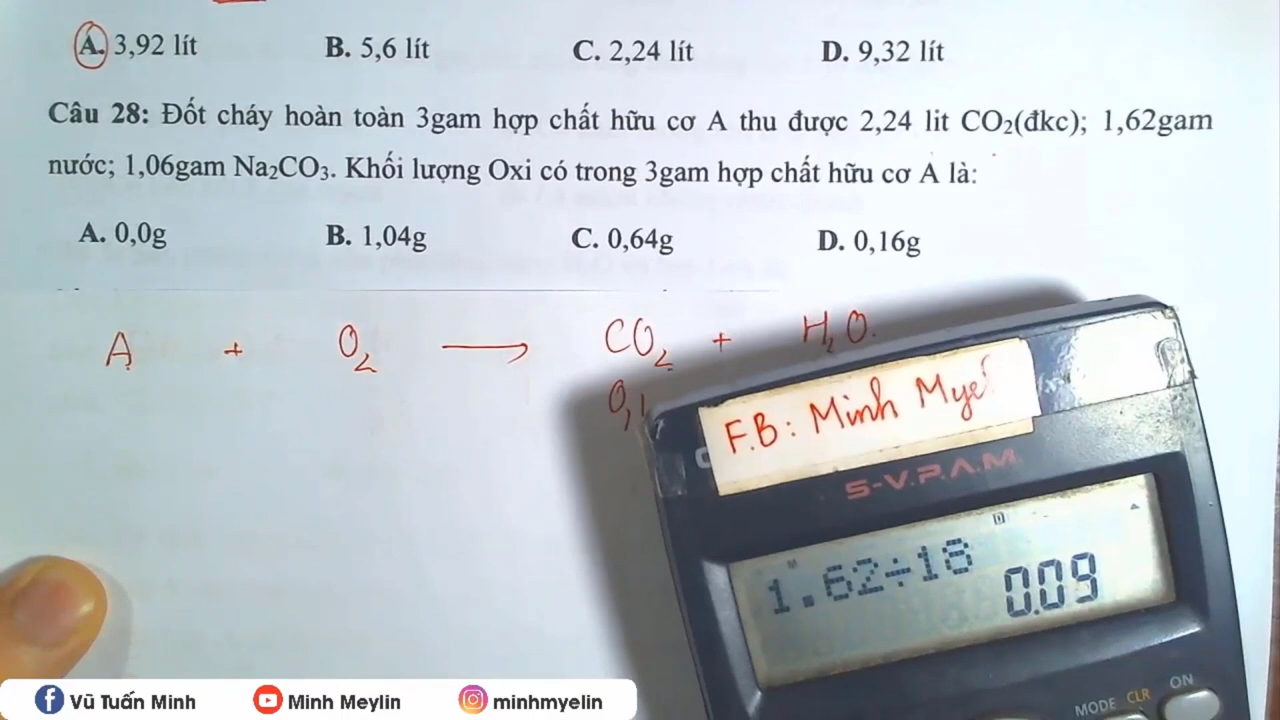 A. 3,92 lít B. 5,6 lít C. 2,24 lít D. 9,32 lít
Câu 28: Đốt cháy hoàn toàn 3gam hợp chất hữu cơ A thu được 2,24 lit CO₂(đkc); 1,62gam
nước; 1,06gam Na₂CO₃. Khối lượng Oxi có trong 3gam hợp chất hữu cơ A là:
A. 0,0g B. 1,04g C. 0,64g D. 0,16g
A + O₂ → CO₂ + H₂O.
0,1
F.B: Minh
S-V.P.A.M.
1.62÷18
0.09
MODE CLR ON
Vũ Tuấn Minh Minh Meylin minhmyelin